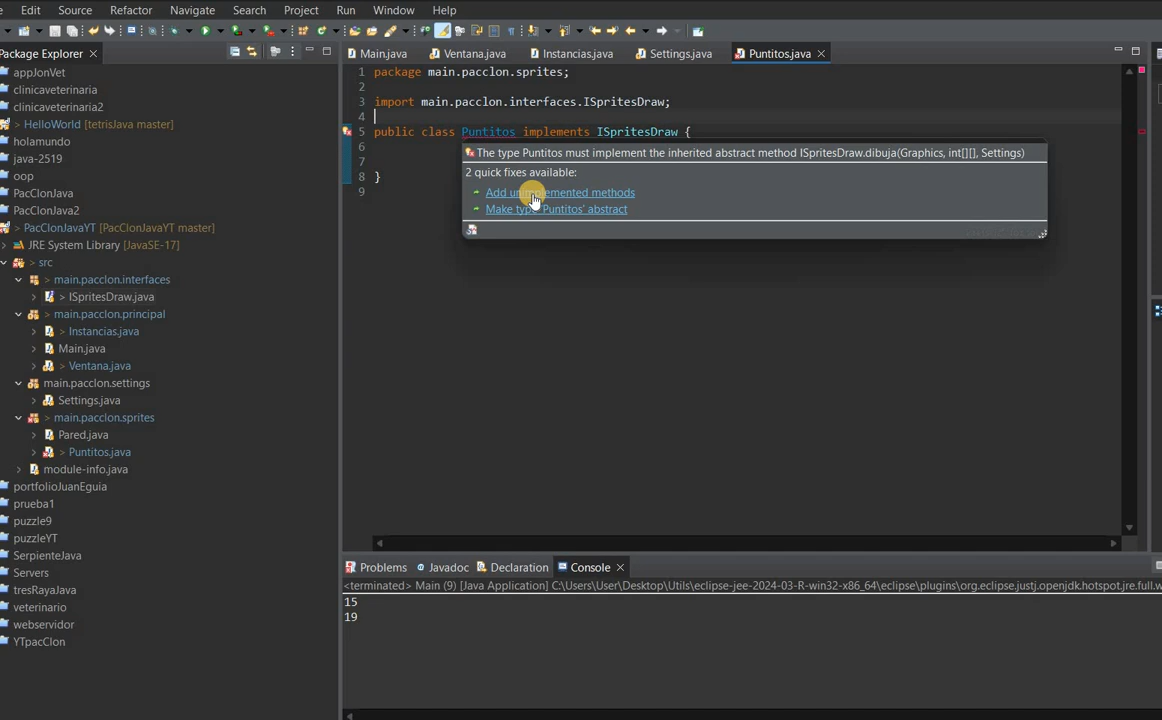 Edit Source Refactor Navigate Search Project Run Window Help
Package Explorer
Main.java Ventana.java Instancias.java Settings.java Puntitos.java
appJonVet
clinicaveterinaria
clinicaveterinaria2
> HelloWorld [tetrisJava master]
holamundo
java-2519
oop
PacClonJava
PacClonJava2
> PacClonJavaYT [PacClonJavaYT master]
JRE System Library [JavaSE-17]
> src
> main.pacclon.interfaces
> ISpritesDraw.java
> main.pacclon.principal
> Instancias.java
Main.java
> Ventana.java
main.pacclon.settings
Settings.java
> main.pacclon.sprites
Pared.java
> Puntitos.java
module-info.java
portfolioJuanEguia
prueba1
puzzle9
puzzleYT
SerpienteJava
Servers
tresRayaJava
veterinario
webservidor
YTpacClon
1 package main.pacclon.sprites;
2
3 import main.pacclon.interfaces.ISpritesDraw;
4
5 public class Puntitos implements ISpritesDraw {
6
7
8 }
9
The type Puntitos must implement the inherited abstract method ISpritesDraw.dibuja(Graphics, int[][], Settings)
2 quick fixes available:
Add unimplemented methods
Make type 'Puntitos' abstract
Problems Javadoc Declaration Console
<terminated> Main (9) [Java Application] C:\Users\User\Desktop\Utils\eclipse-jee-2024-03-R-win32-x86_64\eclipse\plugins\org.eclipse.justj.openjdk.hotspot.jre.full.w
15
19